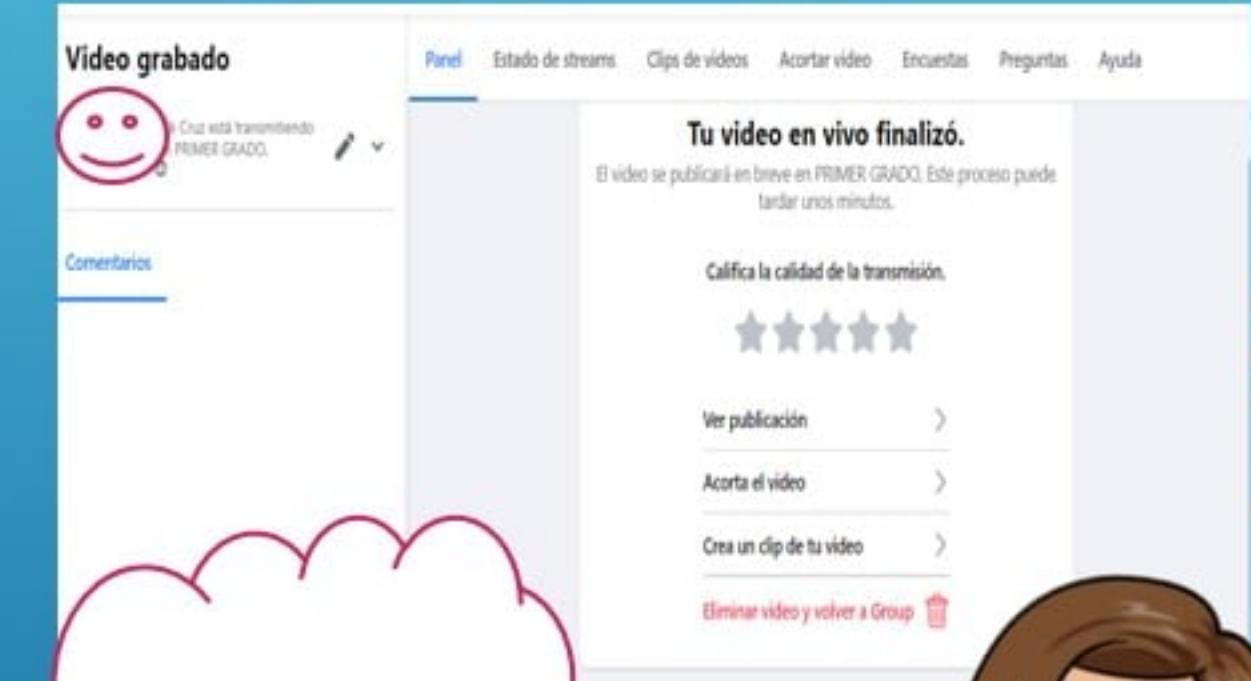 Video grabado
Cruz está transmitiendo
PRIMER GRADO.
Comentarios
Panel
Estado de streams
Clips de videos
Acortar video
Encuestas
Preguntas
Ayuda
Tu video en vivo finalizó.
El video se publicará en breve en PRIMER GRADO. Este proceso puede
tardar unos minutos.
Califica la calidad de la transmisión.
Ver publicación
Acorta el video
Crea un clip de tu video
Eliminar video y volver a Group